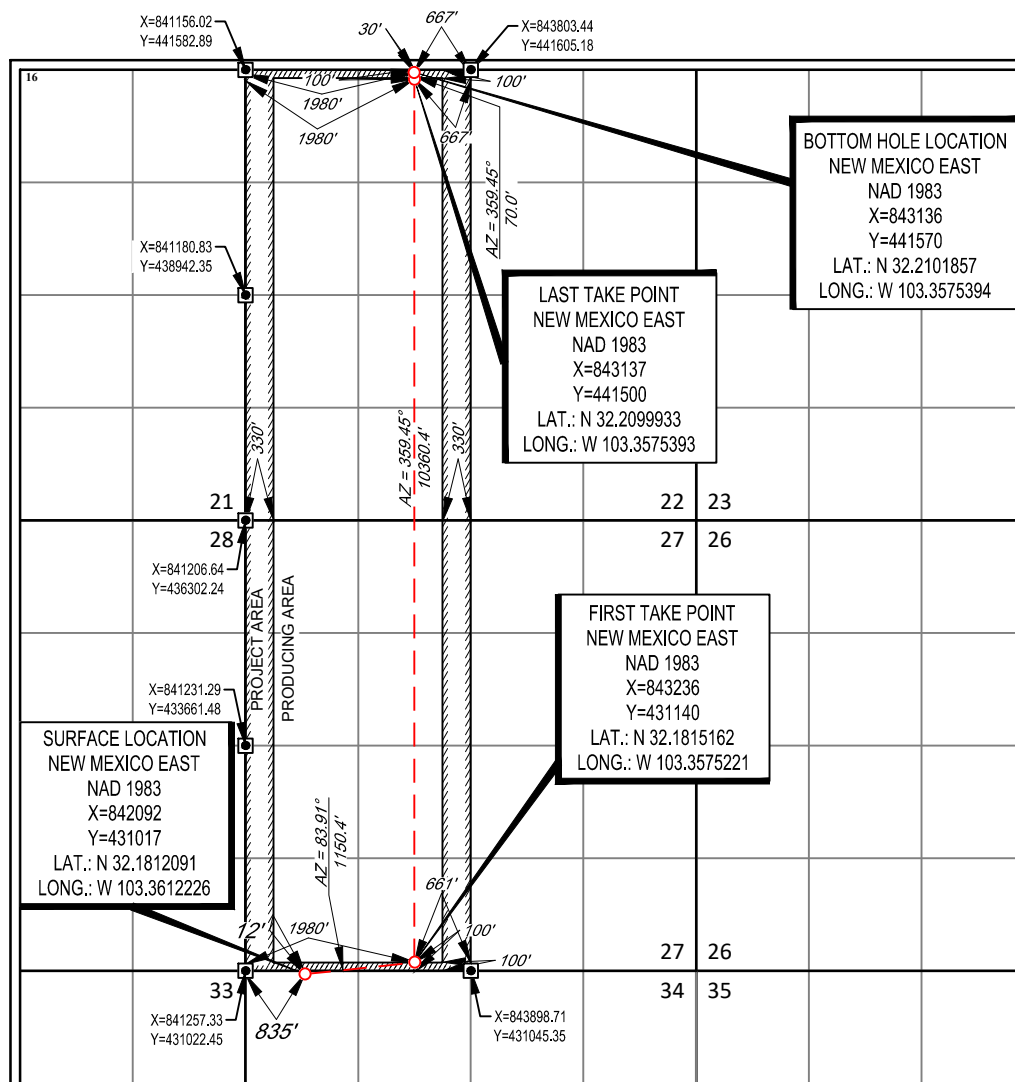 X=841156.02
Y=441582.89
30'
667'
X=843803.44
Y=441605.18
16
100'
100'
1980'
1980'
667'
AZ = 359.45°
70.0'
BOTTOM HOLE LOCATION
NEW MEXICO EAST
NAD 1983
X=843136
Y=441570
LAT.: N 32.2101857
LONG.: W 103.3575394
X=841180.83
Y=438942.35
LAST TAKE POINT
NEW MEXICO EAST
NAD 1983
X=843137
Y=441500
LAT.: N 32.2099933
LONG.: W 103.3575393
330'
AZ = 359.45°
10360.4'
330'
21
22
23
28
27
26
X=841206.64
Y=436302.24
PROJECT AREA
PRODUCING AREA
FIRST TAKE POINT
NEW MEXICO EAST
NAD 1983
X=843236
Y=431140
LAT.: N 32.1815162
LONG.: W 103.3575221
X=841231.29
Y=433661.48
SURFACE LOCATION
NEW MEXICO EAST
NAD 1983
X=842092
Y=431017
LAT.: N 32.1812091
LONG.: W 103.3612226
AZ = 83.91°
1150.4'
661'
12'
1980'
100'
100'
27
26
33
34
35
X=841257.33
Y=431022.45
835'
X=843898.71
Y=431045.35